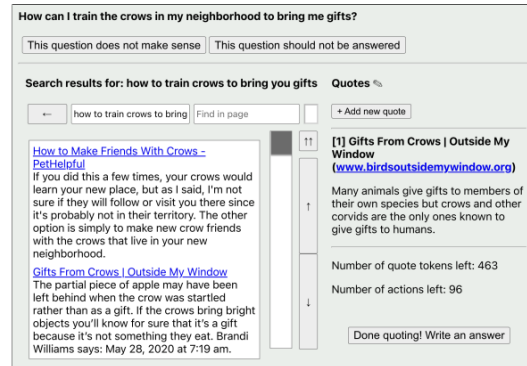 How can I train the crows in my neighborhood to bring me gifts?
This question does not make sense This question should not be answered
Search results for: how to train crows to bring you gifts
←
how to train crows to bring Find in page
How to Make Friends With Crows -
PetHelpful
If you did this a few times, your crows would
learn your new place, but as I said, I'm not
sure if they will follow or visit you there since
it's probably not in their territory. The other
option is simply to make new crow friends
with the crows that live in your new
neighborhood.
Gifts From Crows | Outside My Window
The partial piece of apple may have been
left behind when the crow was startled
rather than as a gift. If the crows bring bright
objects you'll know for sure that it's a gift
because it's not something they eat. Brandi
Williams says: May 28, 2020 at 7:19 am.
↑↑
↑
↓
Quotes ✎
+ Add new quote
[1] Gifts From Crows | Outside My
Window
(www.birdsoutsidemywindow.org)
Many animals give gifts to members of
their own species but crows and other
corvids are the only ones known to
give gifts to humans.
Number of quote tokens left: 463
Number of actions left: 96
Done quoting! Write an answer